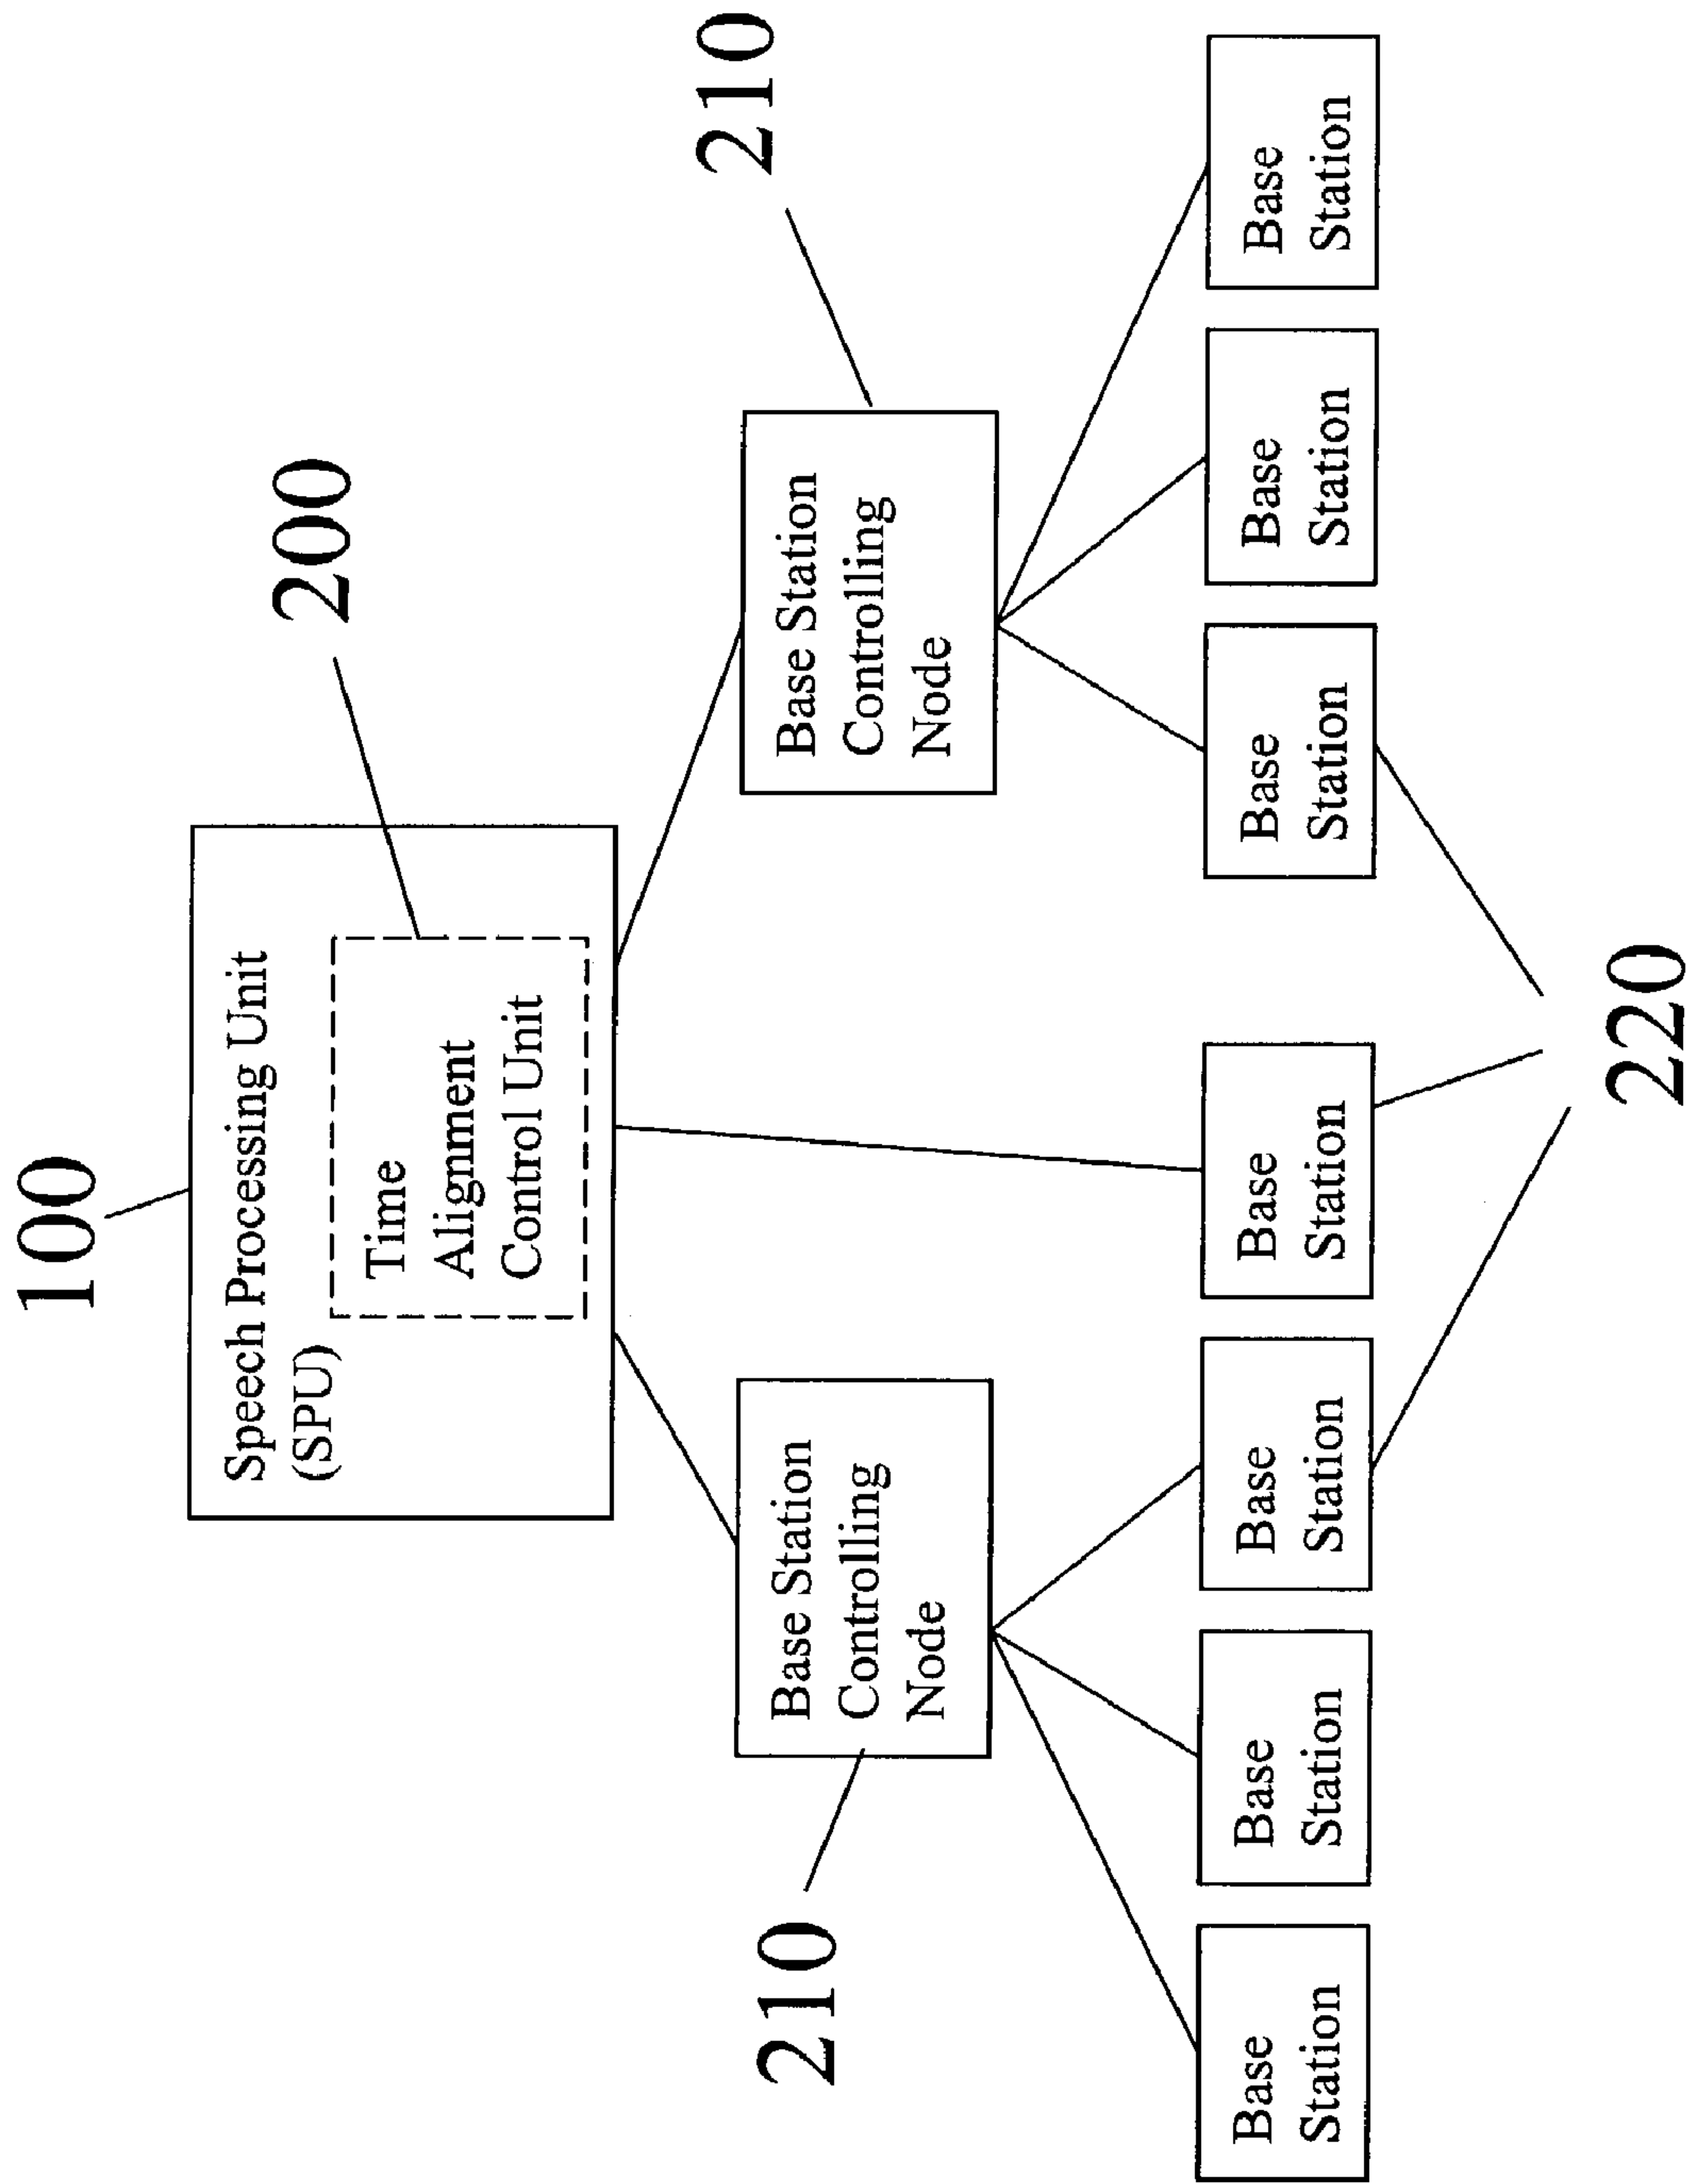 100
Speech Processing Unit
(SPU)
200
Time
Alignment
Control Unit
210
Base Station
Controlling
Node
Base Station
Controlling
Node
210
Base
Station
Base
Station
Base
Station
Base
Station
Base
Station
Base
Station
Base
Station
220